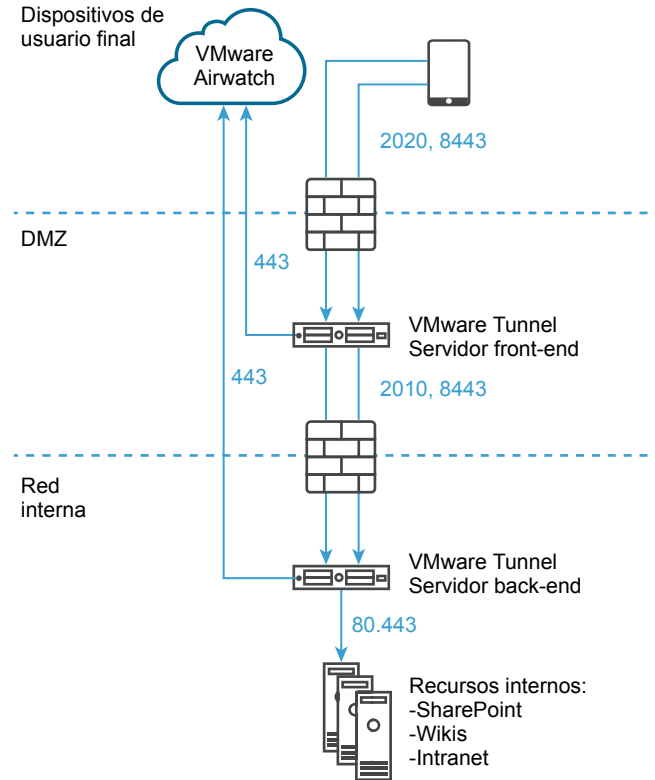 Dispositivos de
usuario final
VMware
Airwatch
2020, 8443
DMZ
443
VMware Tunnel
Servidor front-end
443
2010, 8443
Red
interna
VMware Tunnel
Servidor back-end
80.443
Recursos internos:
-SharePoint
-Wikis
-Intranet